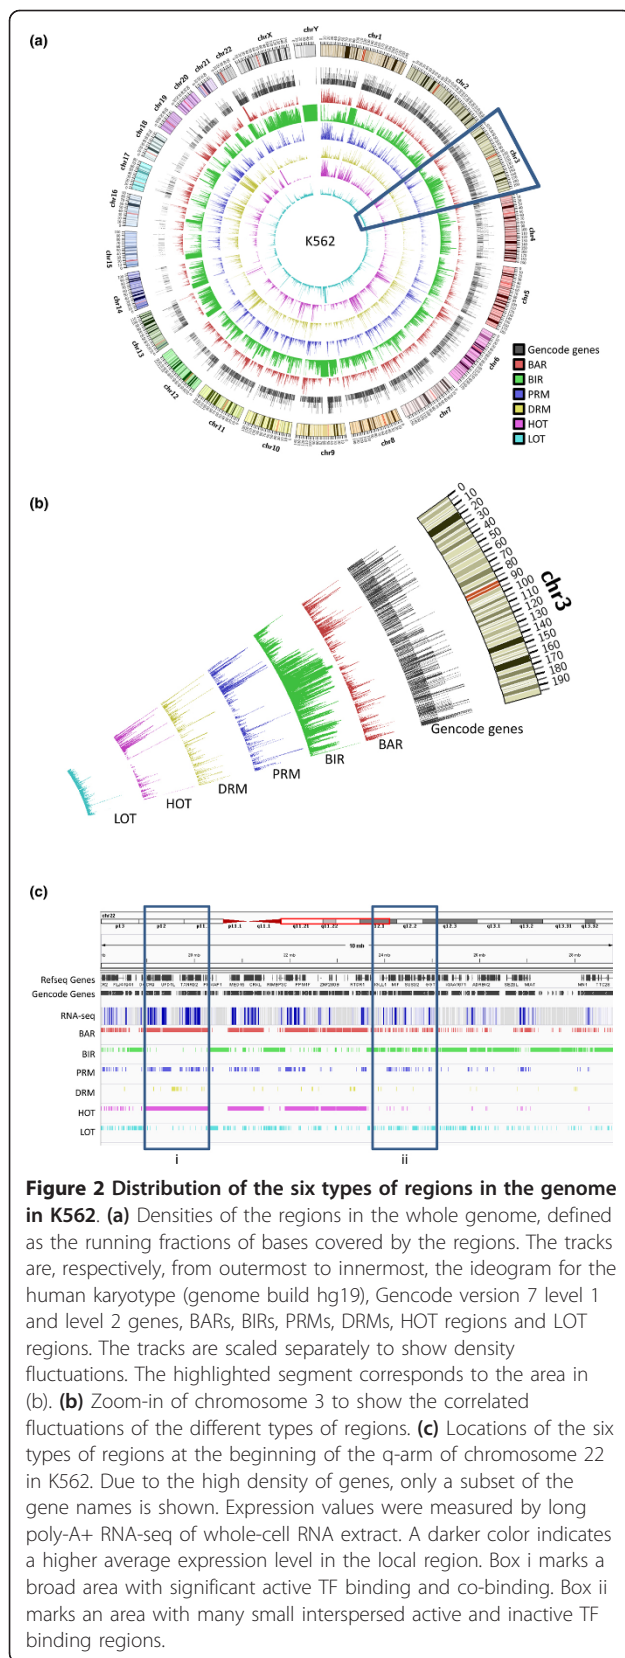 (a)
chr1
chr2
chr3
chr4
chr5
chr6
chr7
chr8
chr9
chr10
chr11
chr12
chr13
chr14
chr15
chr16
chr17
chr18
chr19
chr20
chr21
chr22
chrX
chrY
K562
Gencode genes
BAR
BIR
PRM
DRM
HOT
LOT
(b)
0
10
20
30
40
50
60
70
80
90
100
110
120
130
140
150
160
170
180
190
chr3
Gencode genes
BAR
BIR
PRM
DRM
HOT
LOT
(c)
chr22
10 mb
20 mb
22 mb
24 mb
26 mb
Refseq Genes
Gencode Genes
RNA-seq
BAR
BIR
PRM
DRM
HOT
LOT
i
ii
Figure 2 Distribution of the six types of regions in the genome
in K562. (a) Densities of the regions in the whole genome, defined
as the running fractions of bases covered by the regions. The tracks
are, respectively, from outermost to innermost, the ideogram for the
human karyotype (genome build hg19), Gencode version 7 level 1
and level 2 genes, BARs, BIRs, PRMs, DRMs, HOT regions and LOT
regions. The tracks are scaled separately to show density
fluctuations. The highlighted segment corresponds to the area in
(b). (b) Zoom-in of chromosome 3 to show the correlated
fluctuations of the different types of regions. (c) Locations of the six
types of regions at the beginning of the q-arm of chromosome 22
in K562. Due to the high density of genes, only a subset of the
gene names is shown. Expression values were measured by long
poly-A+ RNA-seq of whole-cell RNA extract. A darker color indicates
a higher average expression level in the local region. Box i marks a
broad area with significant active TF binding and co-binding. Box ii
marks an area with many small interspersed active and inactive TF
binding regions.